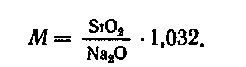 M = SiO₂ / Na₂O · 1,032.